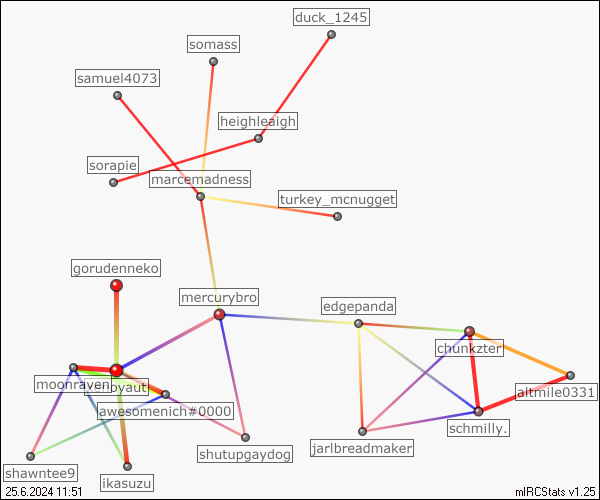 duck_1245
somass
samuel4073
heighleaigh
sorapie
marcemadness
turkey_mcnugget
gorudenneko
mercurybro
edgepanda
chunkzter
moonraven
altmile0331
awesomenich#0000
schmilly.
shutupgaydog
jarlbreadmaker
shawntee9
ikasuzu
25.6.2024 11:51
mIRCStats v1.25